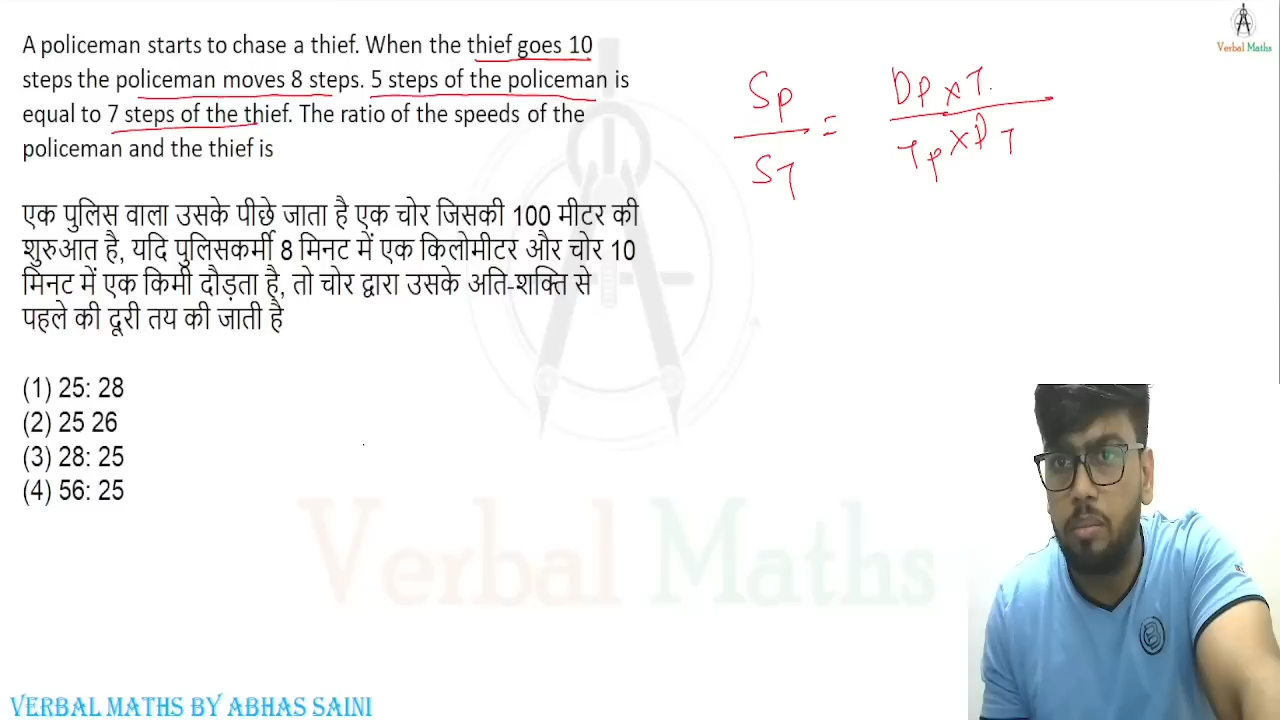 Verbal Maths
A policeman starts to chase a thief. When the thief goes 10
steps the policeman moves 8 steps. 5 steps of the policeman is
equal to 7 steps of the thief. The ratio of the speeds of the
policeman and the thief is
एक पुलिस वाला उसके पीछे जाता है एक चोर जिसकी 100 मीटर की
शुरुआत है, यदि पुलिसकर्मी 8 मिनट में एक किलोमीटर और चोर 10
मिनट में एक किमी दौड़ता है, तो चोर द्वारा उसके अति-शक्ति से
पहले की दूरी तय की जाती है
(1) 25: 28
(2) 25 26
(3) 28: 25
(4) 56: 25
Sp
ST
=
Dp x T
Tp x DT
Verbal Maths
VERBAL MATHS BY ABHAS SAINI